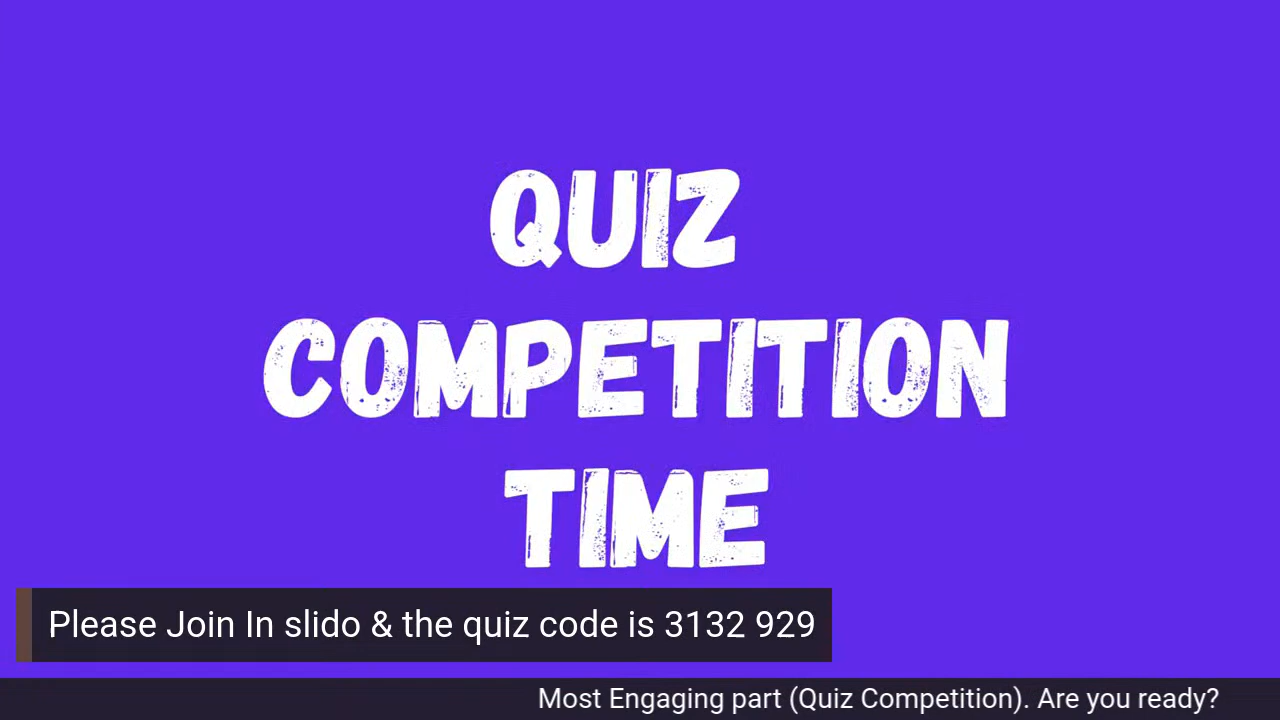 QUIZ
COMPETITION
TIME
Please Join In slido & the quiz code is 3132 929
Most Engaging part (Quiz Competition). Are you ready?